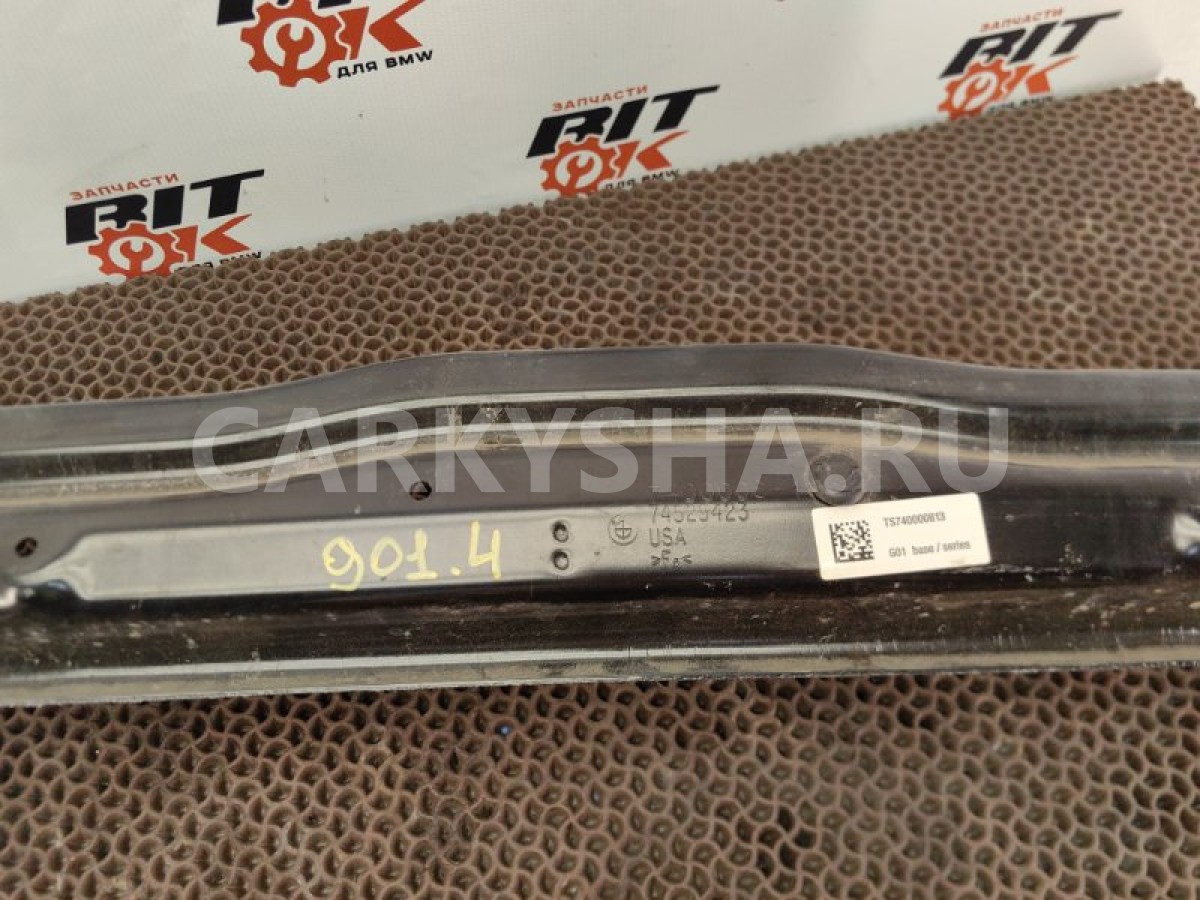 BIT
OK
ДЛЯ BMW
ЗАПЧАСТИ
BIT
OK
ДЛЯ BMW
ЗАПЧАСТИ
BIT
OK
ЗАПЧАСТИ
BIT
OK
ДЛЯ BMW
CARKYSHA.RU
74529423
USA
901.4
TS740000813
G01 base / series